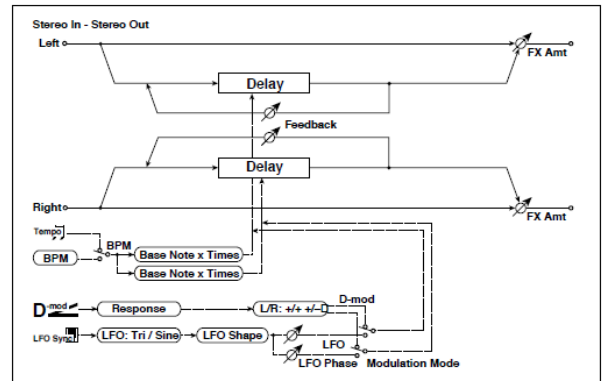 Stereo In - Stereo Out
Left
FX Amt
Delay
Feedback
Delay
Right
FX Amt
Tempo
BPM
BPM
Base Note x Times
Base Note x Times
D-mod
Response
L/R: +/+ +/–
D-mod
LFO Sync
LFO: Tri / Sine
LFO Shape
LFO
LFO Phase
Modulation Mode